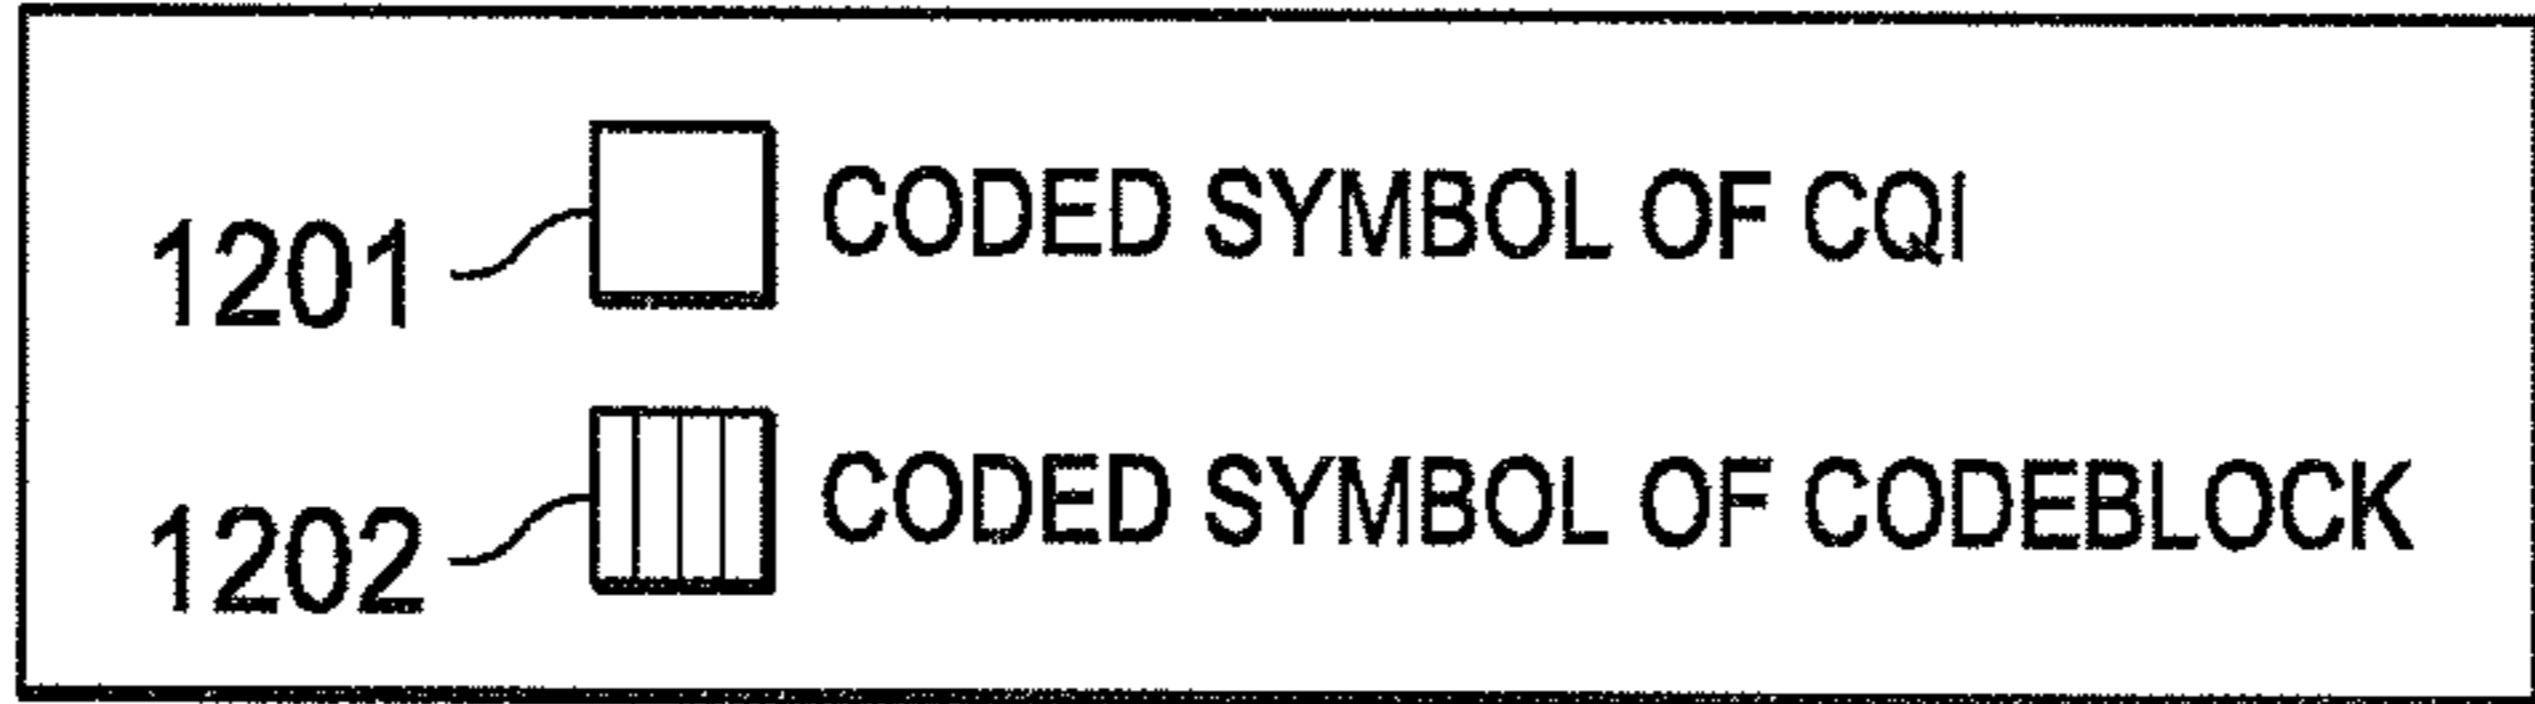 1201 CODED SYMBOL OF CQI
1202 CODED SYMBOL OF CODEBLOCK